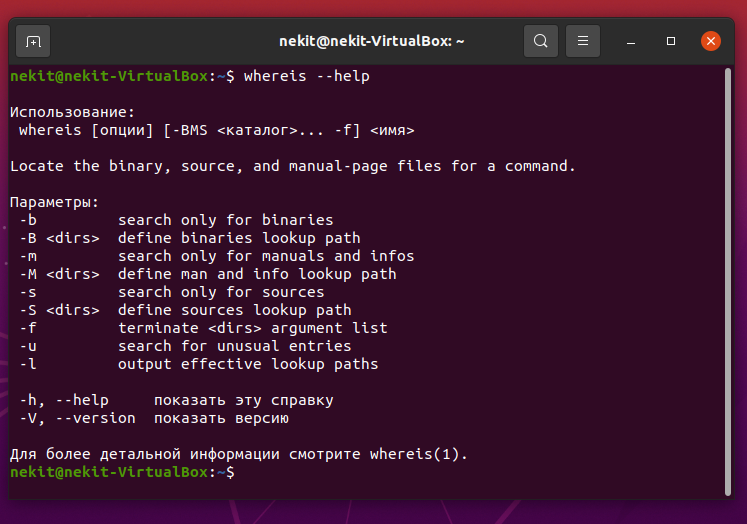 nekit@nekit-VirtualBox: ~
nekit@nekit-VirtualBox:~$ whereis --help
Использование:
 whereis [опции] [-BMS <каталог>... -f] <имя>
Locate the binary, source, and manual-page files for a command.
Параметры:
 -b         search only for binaries
 -B <dirs>  define binaries lookup path
 -m         search only for manuals and infos
 -M <dirs>  define man and info lookup path
 -s         search only for sources
 -S <dirs>  define sources lookup path
 -f         terminate <dirs> argument list
 -u         search for unusual entries
 -l         output effective lookup paths
 -h, --help     показать эту справку
 -V, --version  показать версию
Для более детальной информации смотрите whereis(1).
nekit@nekit-VirtualBox:~$